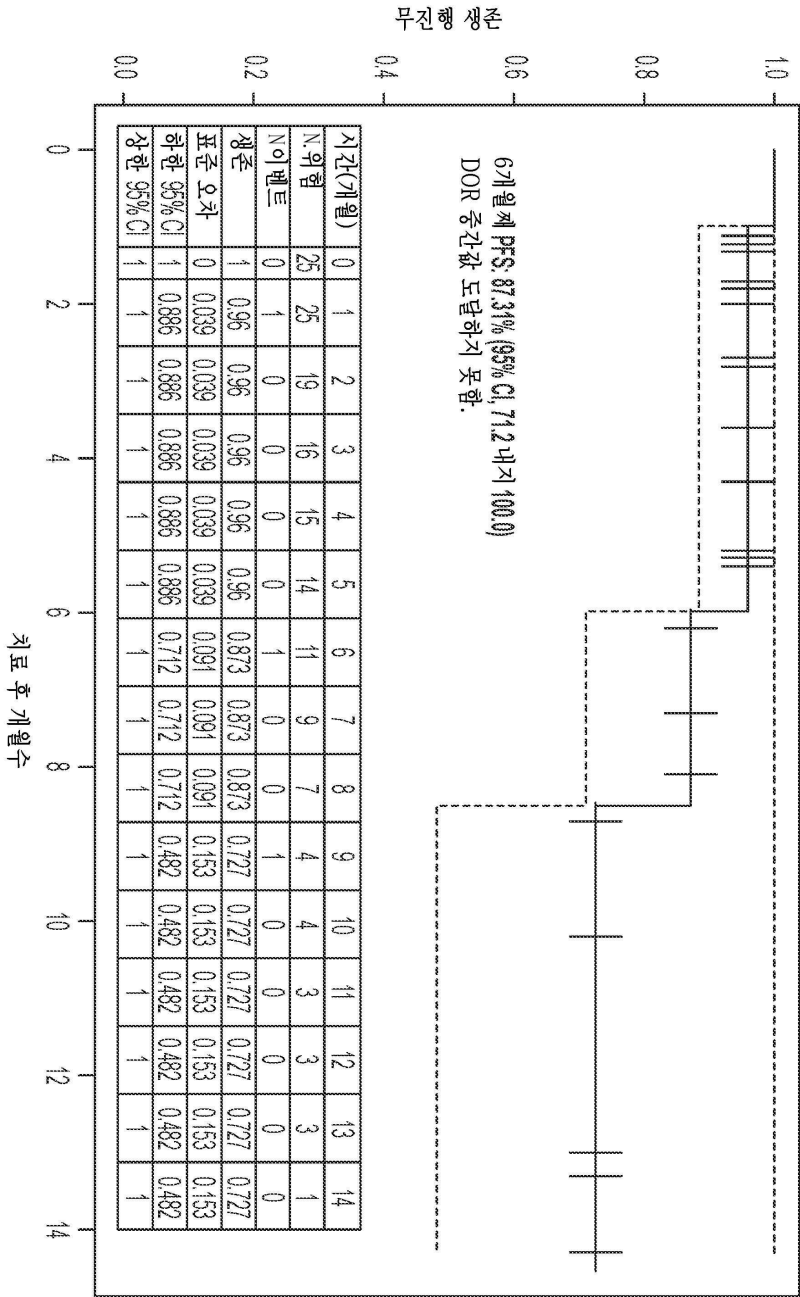 무진행 생존
1.0
0.8
0.6
0.4
0.2
0.0
6개월째 PFS: 87.31% (95% CI, 71.2 내지 100.0)
DOR 중간값 도달하지 못함.
시간(개월) 0 1 2 3 4 5 6 7 8 9 10 11 12 13 14
N.위험 25 25 19 16 15 14 11 9 7 4 4 3 3 3 1
N이벤트 0 1 0 0 0 0 1 0 0 1 0 0 0 0 0
생존 1 0.96 0.96 0.96 0.96 0.96 0.873 0.873 0.873 0.727 0.727 0.727 0.727 0.727 0.727
표준 오차 0 0.039 0.039 0.039 0.039 0.039 0.091 0.091 0.091 0.153 0.153 0.153 0.153 0.153 0.153
하한 95%CI 1 0.886 0.886 0.886 0.886 0.886 0.712 0.712 0.712 0.482 0.482 0.482 0.482 0.482 0.482
상한 95%CI 1 1 1 1 1 1 1 1 1 1 1 1 1 1 1
0 2 4 6 8 10 12 14
치료 후 개월수